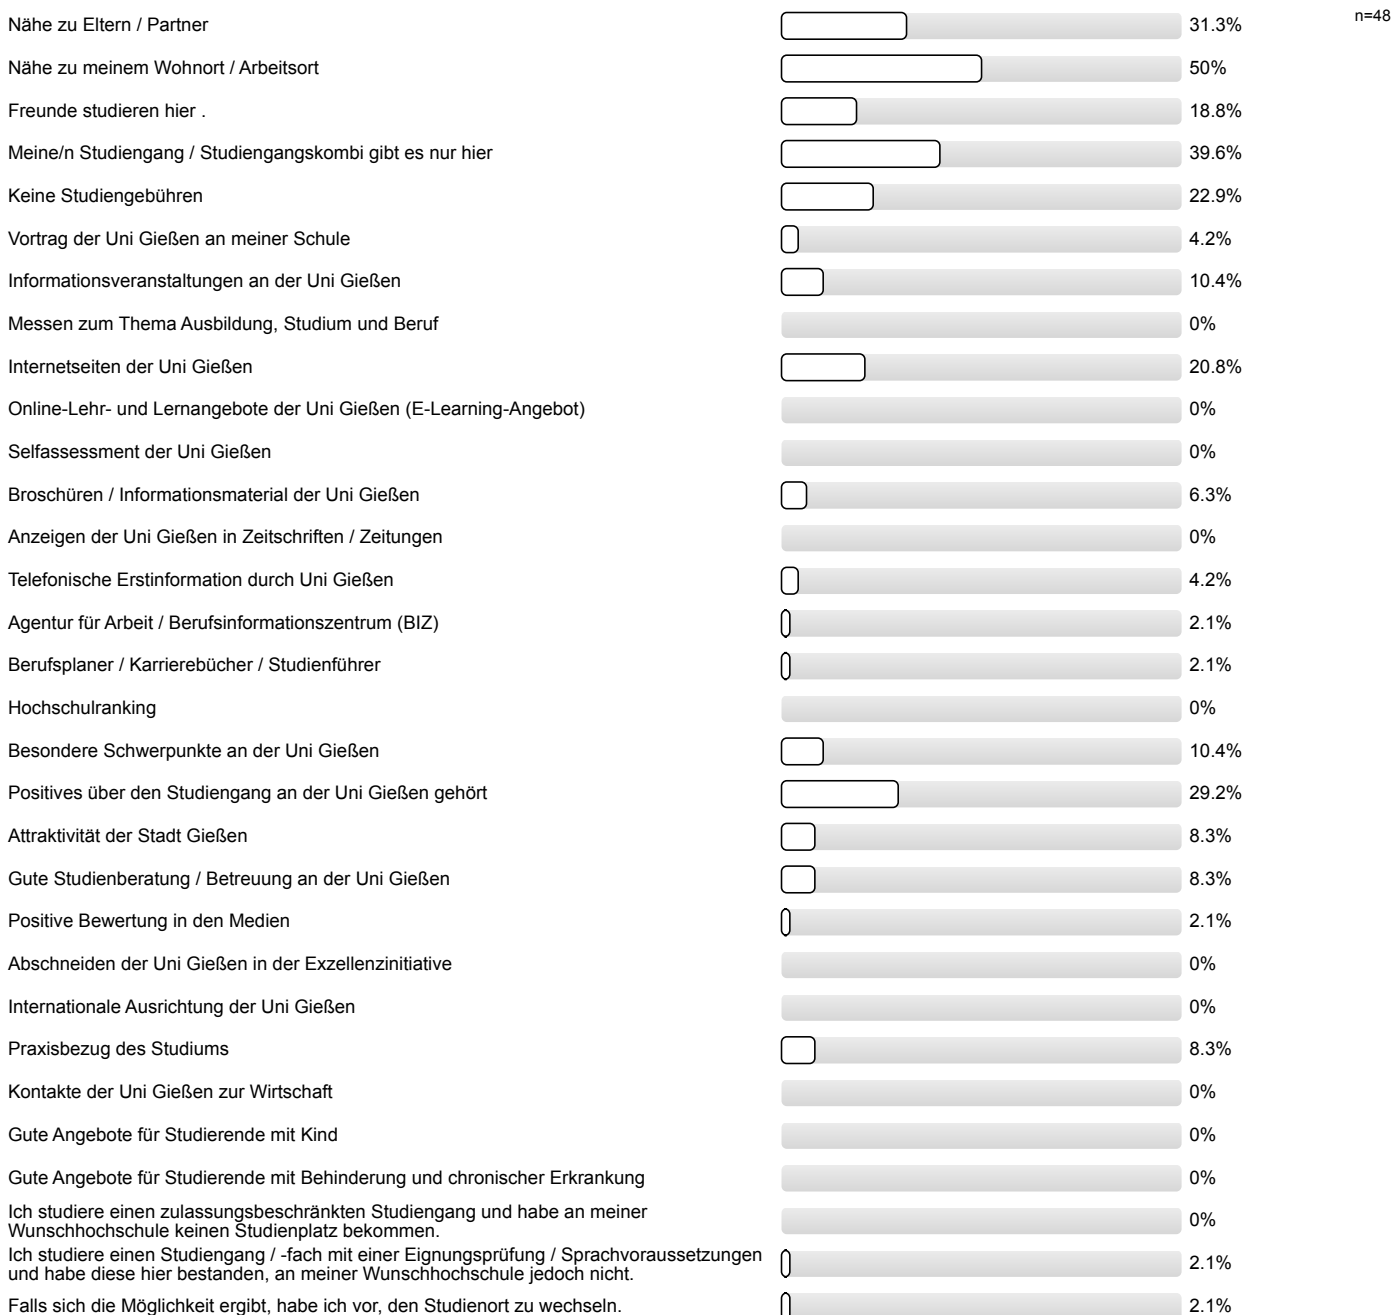 n=48
Nähe zu Eltern / Partner 31.3%
Nähe zu meinem Wohnort / Arbeitsort 50%
Freunde studieren hier . 18.8%
Meine/n Studiengang / Studiengangskombi gibt es nur hier 39.6%
Keine Studiengebühren 22.9%
Vortrag der Uni Gießen an meiner Schule 4.2%
Informationsveranstaltungen an der Uni Gießen 10.4%
Messen zum Thema Ausbildung, Studium und Beruf 0%
Internetseiten der Uni Gießen 20.8%
Online-Lehr- und Lernangebote der Uni Gießen (E-Learning-Angebot) 0%
Selfassessment der Uni Gießen 0%
Broschüren / Informationsmaterial der Uni Gießen 6.3%
Anzeigen der Uni Gießen in Zeitschriften / Zeitungen 0%
Telefonische Erstinformation durch Uni Gießen 4.2%
Agentur für Arbeit / Berufsinformationszentrum (BIZ) 2.1%
Berufsplaner / Karrierebücher / Studienführer 2.1%
Hochschulranking 0%
Besondere Schwerpunkte an der Uni Gießen 10.4%
Positives über den Studiengang an der Uni Gießen gehört 29.2%
Attraktivität der Stadt Gießen 8.3%
Gute Studienberatung / Betreuung an der Uni Gießen 8.3%
Positive Bewertung in den Medien 2.1%
Abschneiden der Uni Gießen in der Exzellenzinitiative 0%
Internationale Ausrichtung der Uni Gießen 0%
Praxisbezug des Studiums 8.3%
Kontakte der Uni Gießen zur Wirtschaft 0%
Gute Angebote für Studierende mit Kind 0%
Gute Angebote für Studierende mit Behinderung und chronischer Erkrankung 0%
Ich studiere einen zulassungsbeschränkten Studiengang und habe an meiner
Wunschhochschule keinen Studienplatz bekommen. 0%
Ich studiere einen Studiengang / -fach mit einer Eignungsprüfung / Sprachvoraussetzungen
und habe diese hier bestanden, an meiner Wunschhochschule jedoch nicht. 2.1%
Falls sich die Möglichkeit ergibt, habe ich vor, den Studienort zu wechseln. 2.1%